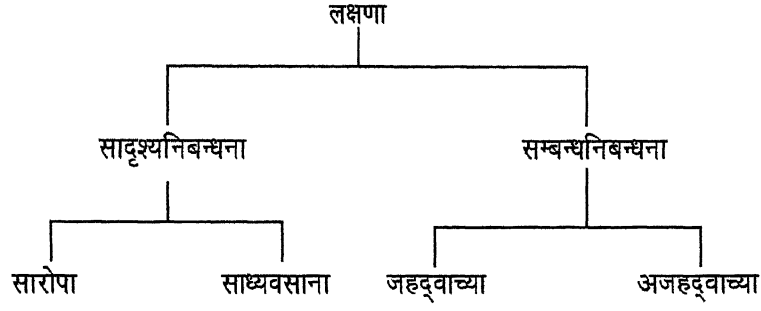 लक्षणा
सादृश्यनिबन्धना सम्बन्धनिबन्धना
सारोपा साध्यवसाना जहद्‌वाच्या अजहद्‌वाच्या